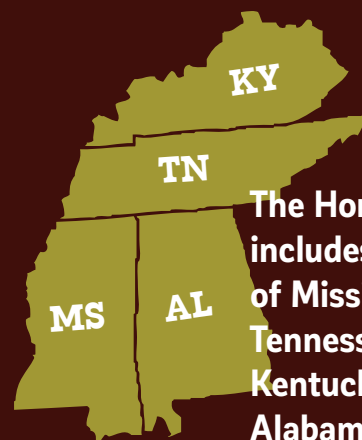 KY
TN
MS
AL
The Hor
includes
of Miss
Tenness
Kentuck
Alabam